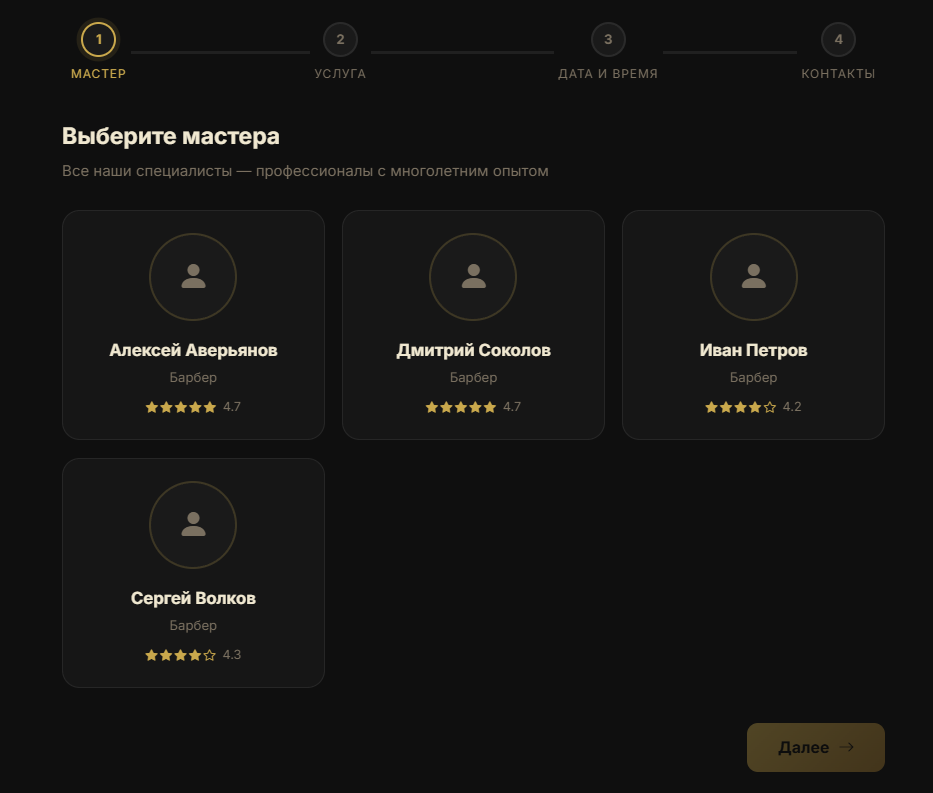 1 2 3 4
МАСТЕР УСЛУГА ДАТА И ВРЕМЯ КОНТАКТЫ
Выберите мастера
Все наши специалисты — профессионалы с многолетним опытом
Алексей Аверьянов
Барбер
4.7
Дмитрий Соколов
Барбер
4.7
Иван Петров
Барбер
4.2
Сергей Волков
Барбер
4.3
Далее →